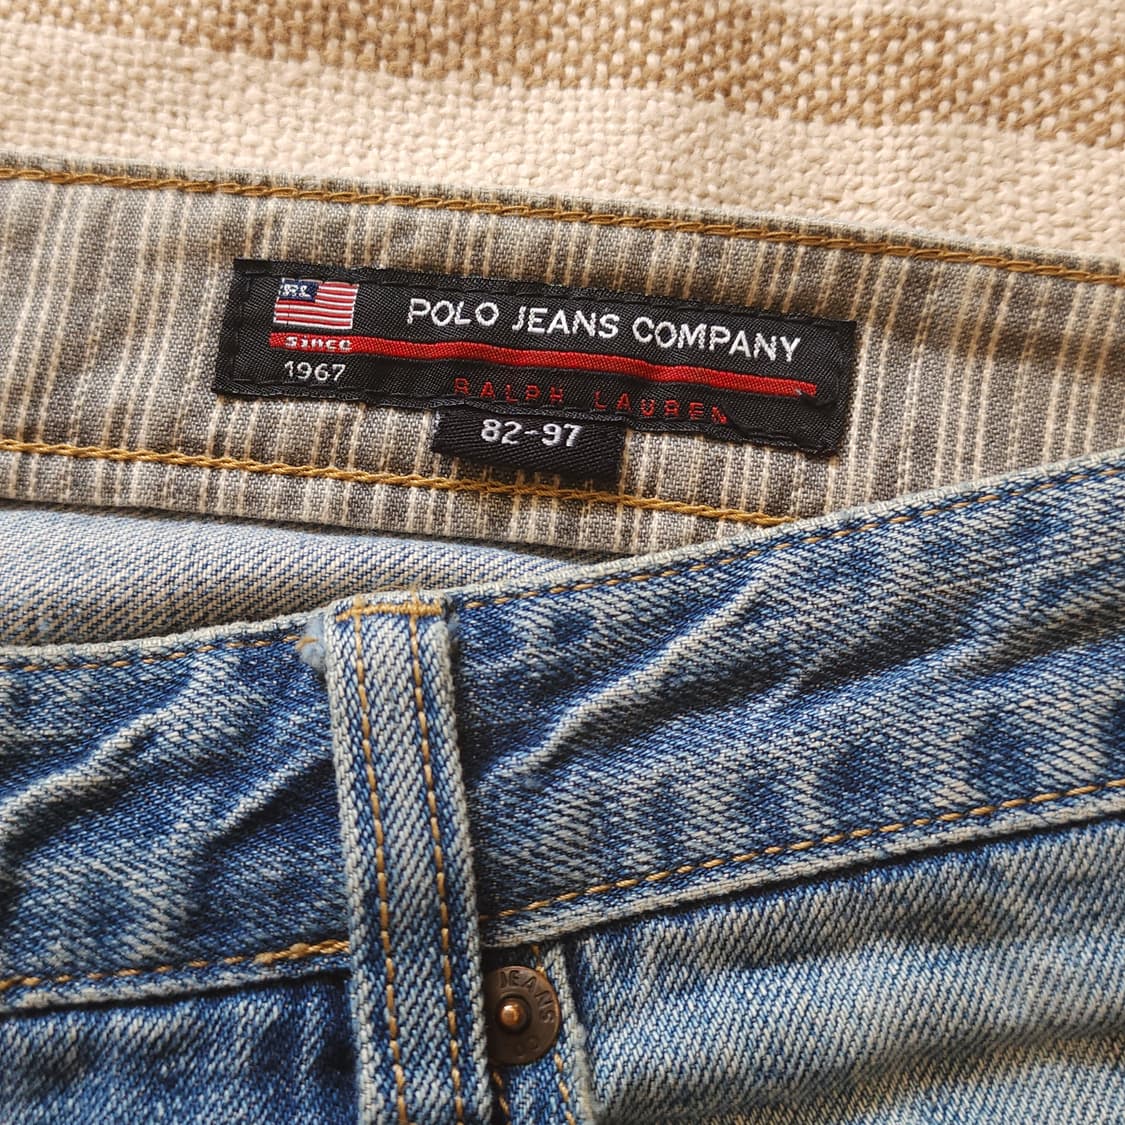 RL
POLO JEANS COMPANY
since
1967
RALPH LAUREN
82-97
JEANS